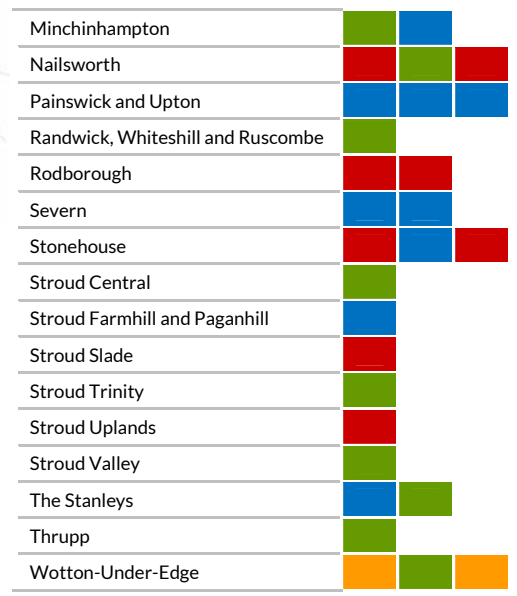 Minchinhampton
Nailsworth
Painswick and Upton
Randwick, Whiteshill and Ruscombe
Rodborough
Severn
Stonehouse
Stroud Central
Stroud Farmhill and Paganhill
Stroud Slade
Stroud Trinity
Stroud Uplands
Stroud Valley
The Stanleys
Thrupp
Wotton-Under-Edge